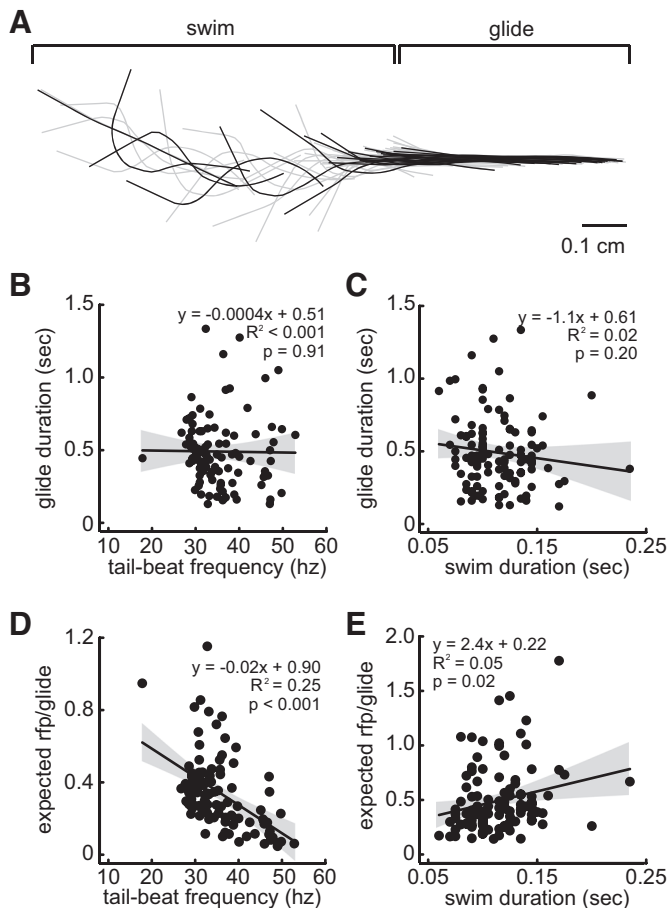 A
swim
glide
0.1 cm
B
1.5
1.0
0.5
0
glide duration (sec)
y = -0.0004x + 0.51
R² < 0.001
p = 0.91
10 20 30 40 50 60
tail-beat frequency (hz)
C
1.5
1.0
0.5
0
glide duration (sec)
y = -1.1x + 0.61
R² = 0.02
p = 0.20
0.05 0.15 0.25
swim duration (sec)
D
1.2
0.8
0.4
0
expected rfp/glide
y = -0.02x + 0.90
R² = 0.25
p < 0.001
10 20 30 40 50 60
tail-beat frequency (hz)
E
2.0
1.5
1.0
0.5
0
expected rfp/glide
y = 2.4x + 0.22
R² = 0.05
p = 0.02
0.05 0.15 0.25
swim duration (sec)